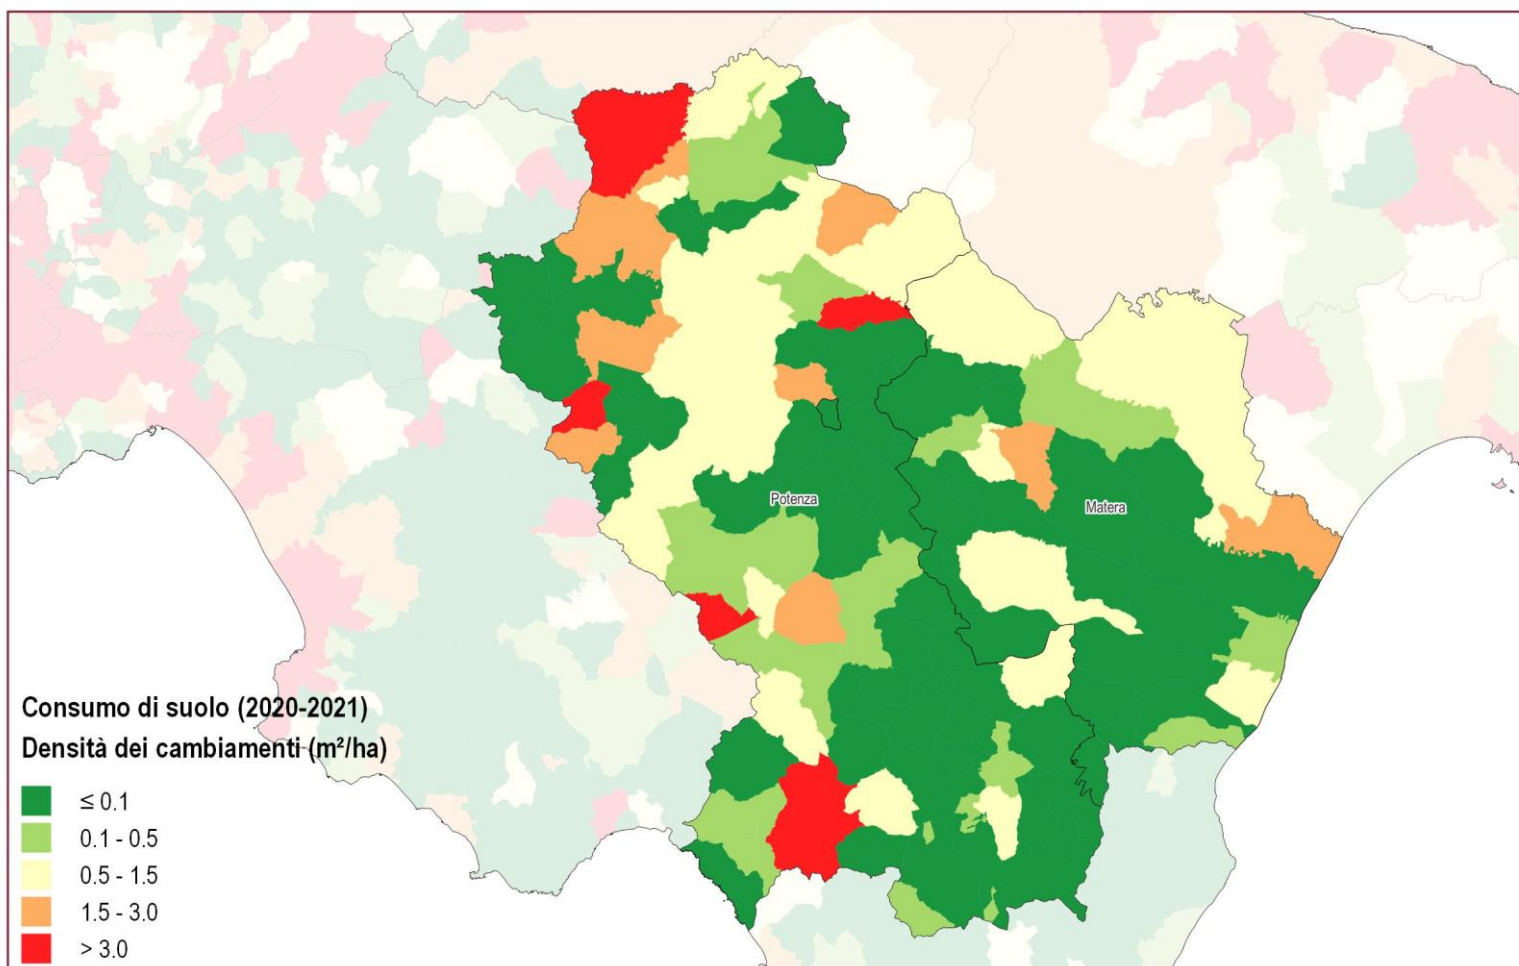 Potenza
Matera
Consumo di suolo (2020-2021)
Densità dei cambiamenti (m²/ha)
≤ 0.1
0.1 - 0.5
0.5 - 1.5
1.5 - 3.0
> 3.0